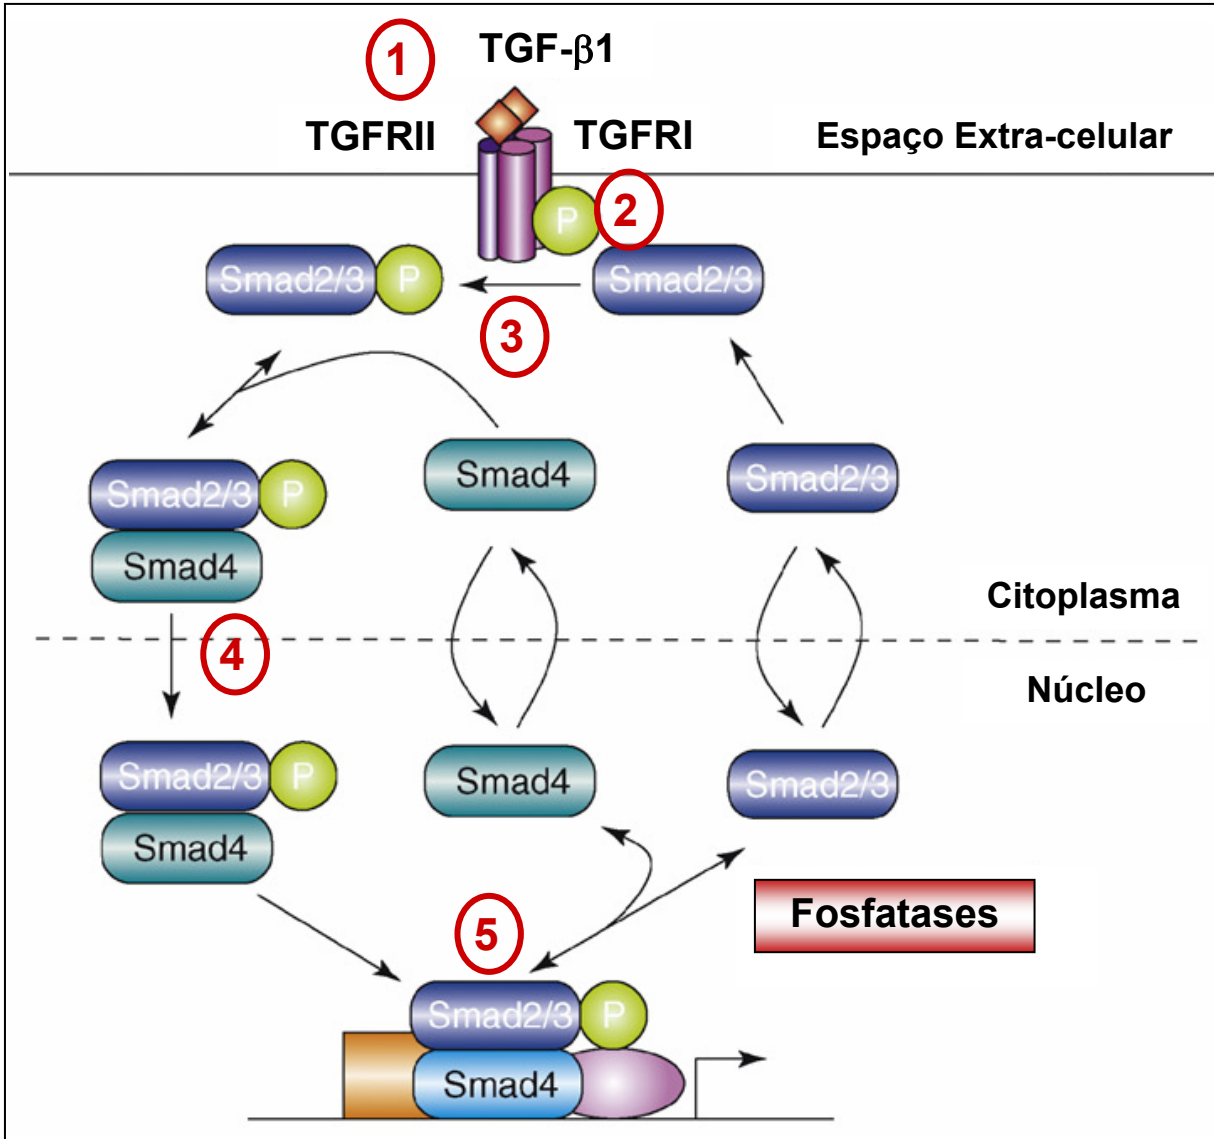 1
TGF-β1
TGFRII
TGFRI
Espaço Extra-celular
P
2
Smad2/3
P
Smad2/3
3
Smad2/3
P
Smad4
Smad4
Smad2/3
Citoplasma
4
Núcleo
Smad2/3
P
Smad4
Smad4
Smad2/3
Fosfatases
5
Smad2/3
P
Smad4